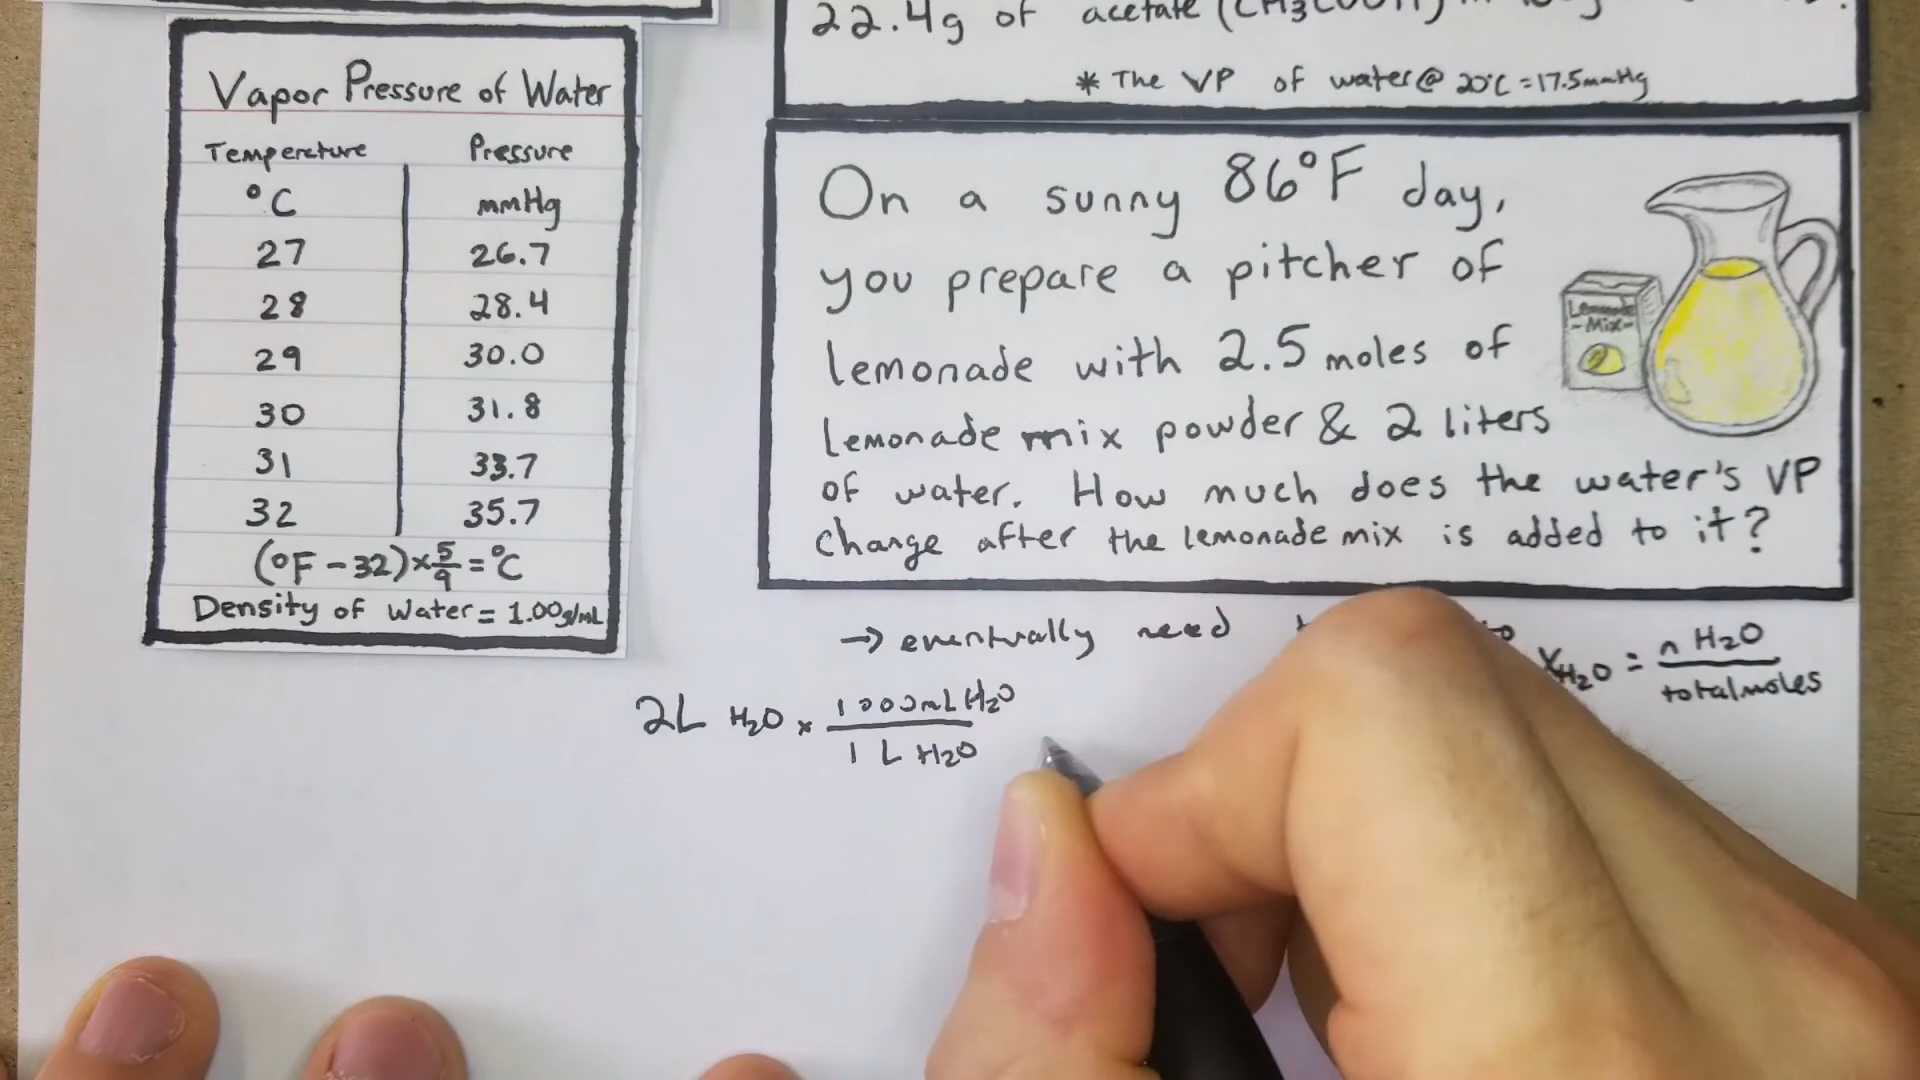 22.4g of acetate (CH3COOH) in
* The VP of water@ 20°C=17.5mmHg
Vapor Pressure of Water
Temperature Pressure
°C mmHg
27 26.7
28 28.4
29 30.0
30 31.8
31 33.7
32 35.7
(°F-32)×5/9=°C
Density of water=1.00g/mL
On a sunny 86°F day,
you prepare a pitcher of
lemonade with 2.5 moles of
lemonade mix powder & 2 liters
of water. How much does the water's VP
change after the lemonade mix is added to it?
Lemonade
-Mix-
→ eventually need
XH2O = n H2O / total moles
2L H2O × 1000mL H2O / 1 L H2O